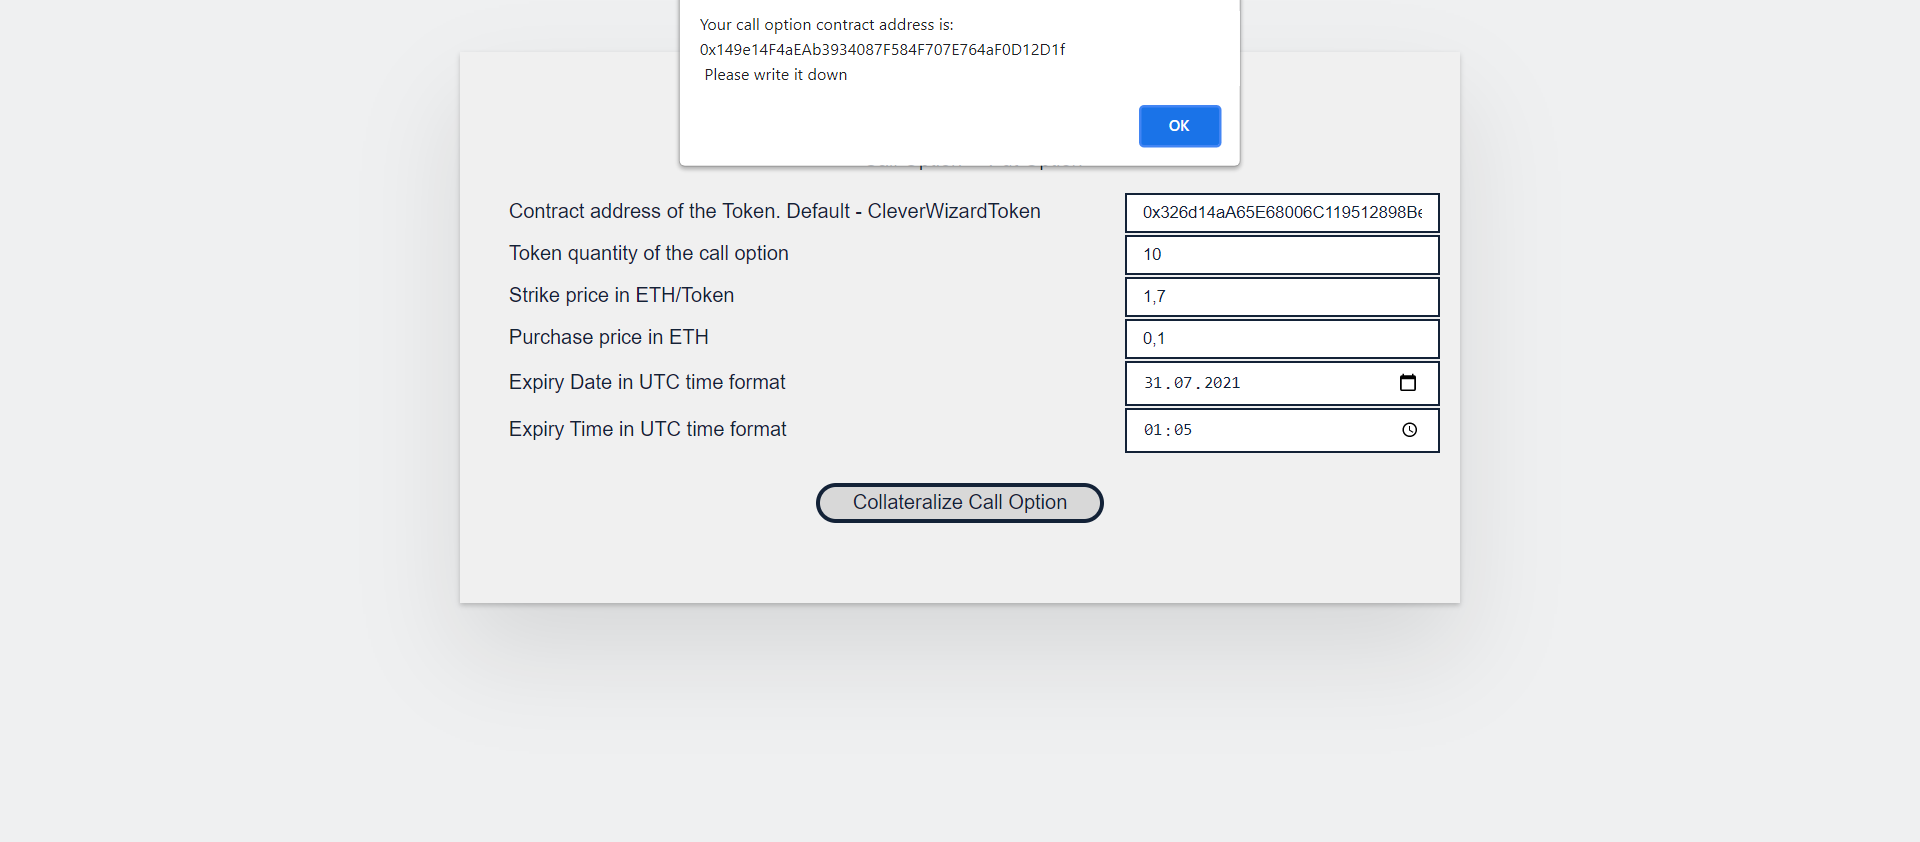 Your call option contract address is:
0x149e14F4aEAb3934087F584F707E764aF0D12D1f
Please write it down
OK
Contract address of the Token. Default - CleverWizardToken
0x326d14aA65E68006C119512898Be
Token quantity of the call option
10
Strike price in ETH/Token
1,7
Purchase price in ETH
0,1
Expiry Date in UTC time format
31.07.2021
Expiry Time in UTC time format
01:05
Collateralize Call Option